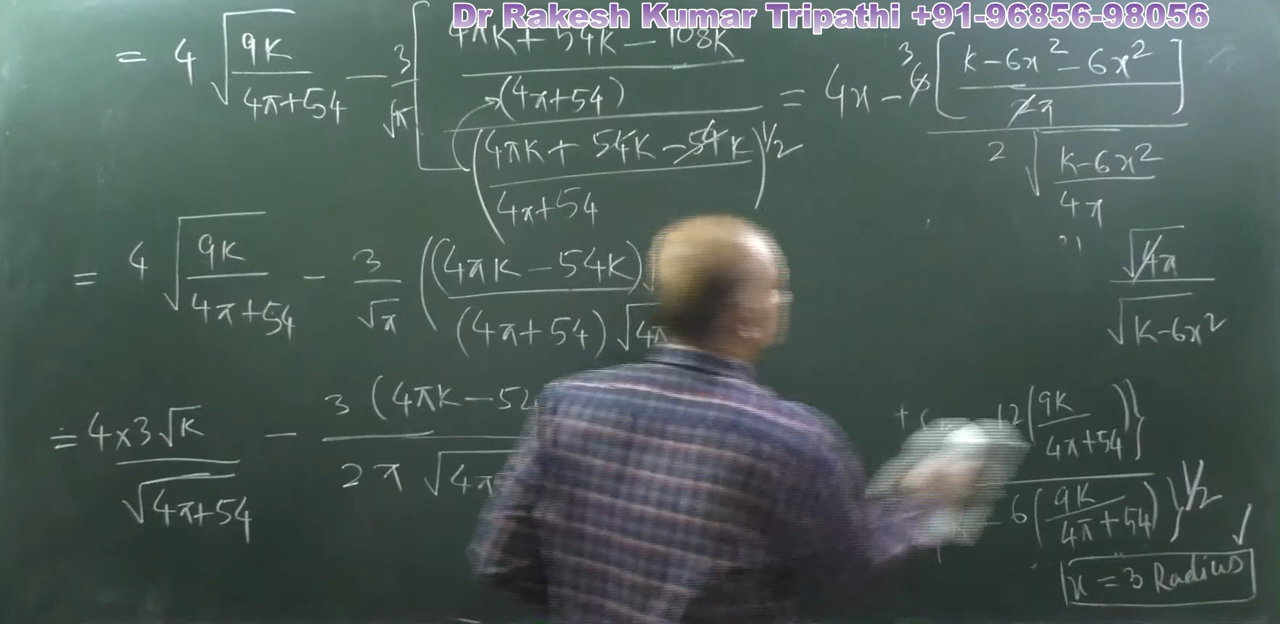 Dr Rakesh Kumar Tripathi +91-96856-98056
= 4 √(9K/(4π+54)) − 3/√π [ (4πK + 54K − 108K)/(4π+54) / ((4πK + 54K − 54K)/(4π+54))^1/2 = 4x − 6 3 [ (K−6x²−6x²)/2π ] / 2 √((K−6x²)/4π)
√4π / √K−6x²
= 4 √(9K/(4π+54)) − 3/√π ( (4πK − 54K) / (4π+54) √4π
= 4×3√K / √4π+54 − 3 (4πK − / 2π √4π
12 (9K/(4π+54)) }
− 6 (9K/(4π+54)) }^1/2
x = 3 Radius ✓